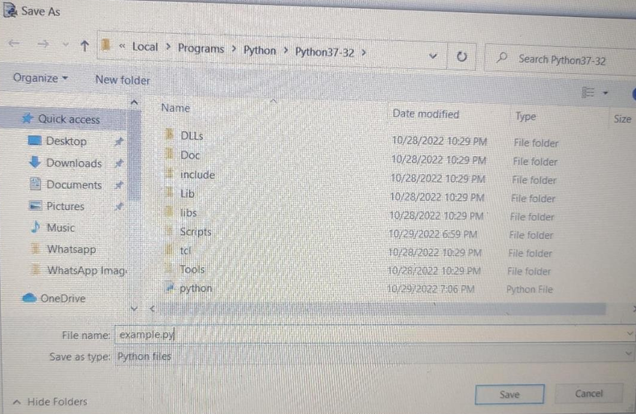 Save As
« Local > Programs > Python > Python37-32 >
Search Python37-32
Organize
New folder
Name
Date modified
Type
Size
Quick access
Desktop
Downloads
Documents
Pictures
Music
Whatsapp
WhatsApp Imag
OneDrive
DLLs 10/28/2022 10:29 PM File folder
Doc 10/28/2022 10:29 PM File folder
include 10/28/2022 10:29 PM File folder
Lib 10/28/2022 10:29 PM File folder
libs 10/28/2022 10:29 PM File folder
Scripts 10/29/2022 6:59 PM File folder
tcl 10/28/2022 10:29 PM File folder
Tools 10/28/2022 10:29 PM File folder
python 10/29/2022 7:06 PM Python File
File name: example.py
Save as type: Python files
Hide Folders
Save
Cancel